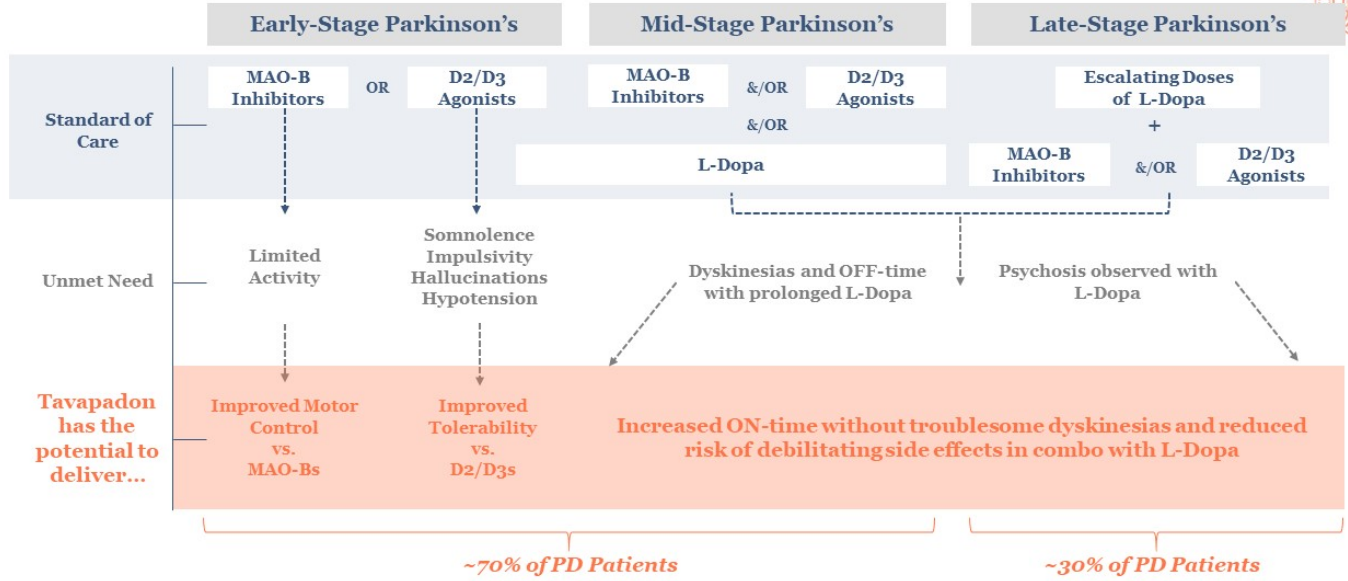 Early-Stage Parkinson's
Mid-Stage Parkinson's
Late-Stage Parkinson's
Standard of
Care
MAO-B
Inhibitors
OR
D2/D3
Agonists
MAO-B
Inhibitors
&/OR
D2/D3
Agonists
&/OR
L-Dopa
Escalating Doses
of L-Dopa
+
MAO-B
Inhibitors
&/OR
D2/D3
Agonists
Unmet Need
Limited
Activity
Somnolence
Impulsivity
Hallucinations
Hypotension
Dyskinesias and OFF-time
with prolonged L-Dopa
Psychosis observed with
L-Dopa
Tavapadon
has the
potential to
deliver...
Improved Motor
Control
vs.
MAO-Bs
Improved
Tolerability
vs.
D2/D3s
Increased ON-time without troublesome dyskinesias and reduced
risk of debilitating side effects in combo with L-Dopa
~70% of PD Patients
~30% of PD Patients